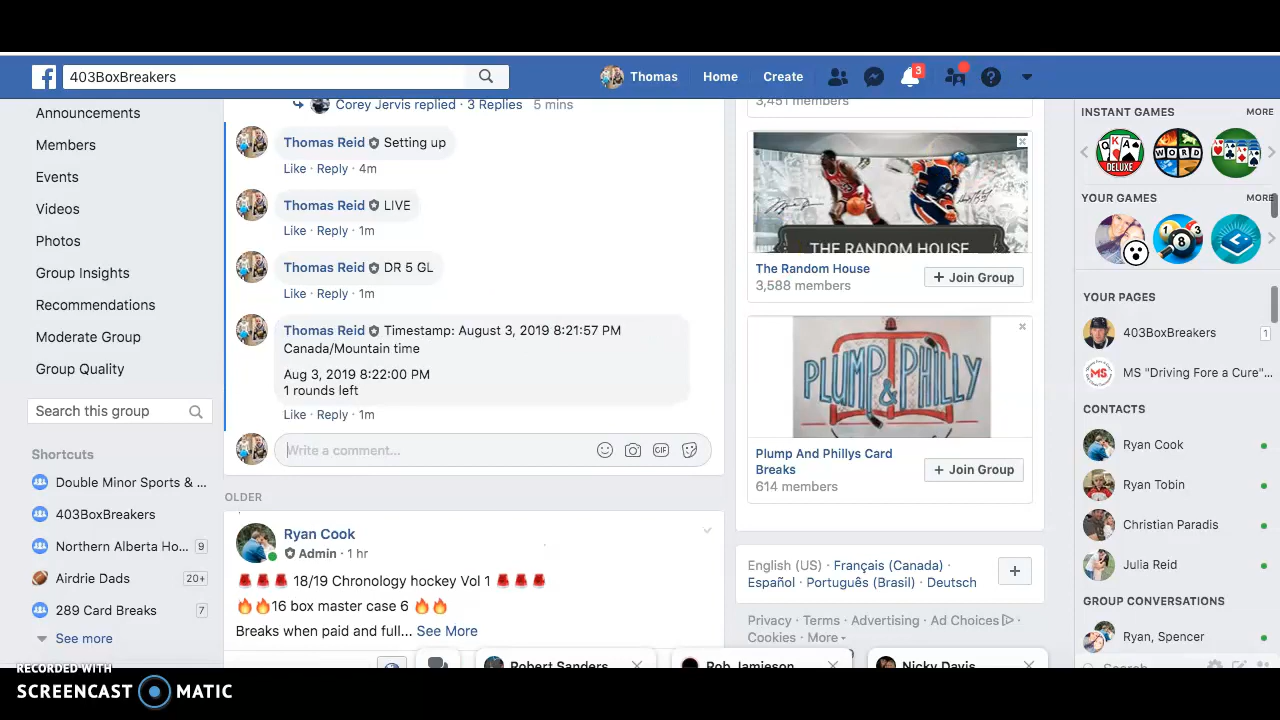 403BoxBreakers
Thomas
Home
Create
3
Announcements
Members
Events
Videos
Photos
Group Insights
Recommendations
Moderate Group
Group Quality
Search this group
Shortcuts
Double Minor Sports & ...
403BoxBreakers
Northern Alberta Ho... 9
Airdrie Dads 20+
289 Card Breaks 7
See more
Corey Jervis replied · 3 Replies 5 mins
Thomas Reid Setting up
Like · Reply · 4m
Thomas Reid LIVE
Like · Reply · 1m
Thomas Reid DR 5 GL
Like · Reply · 1m
Thomas Reid Timestamp: August 3, 2019 8:21:57 PM
Canada/Mountain time
Aug 3, 2019 8:22:00 PM
1 rounds left
Like · Reply · 1m
Write a comment...
GIF
OLDER
Ryan Cook
Admin · 1 hr
18/19 Chronology hockey Vol 1
16 box master case 6
Breaks when paid and full... See More
3,451 members
THE RANDOM HOUSE
The Random House
3,588 members
+ Join Group
PLUMP & PHILLY
Plump And Phillys Card
Breaks
614 members
+ Join Group
English (US) · Français (Canada) ·
Español · Português (Brasil) · Deutsch
Privacy · Terms · Advertising · Ad Choices ·
Cookies · More
INSTANT GAMES MORE
DELUXE
WORD
YOUR GAMES MORE
YOUR PAGES
403BoxBreakers 1
MS "Driving Fore a Cure"...
CONTACTS
Ryan Cook
Ryan Tobin
Christian Paradis
Julia Reid
GROUP CONVERSATIONS
Ryan, Spencer
Search
Robert Sanders
Rob Jamieson
Nicky Davis
RECORDED WITH
SCREENCAST MATIC